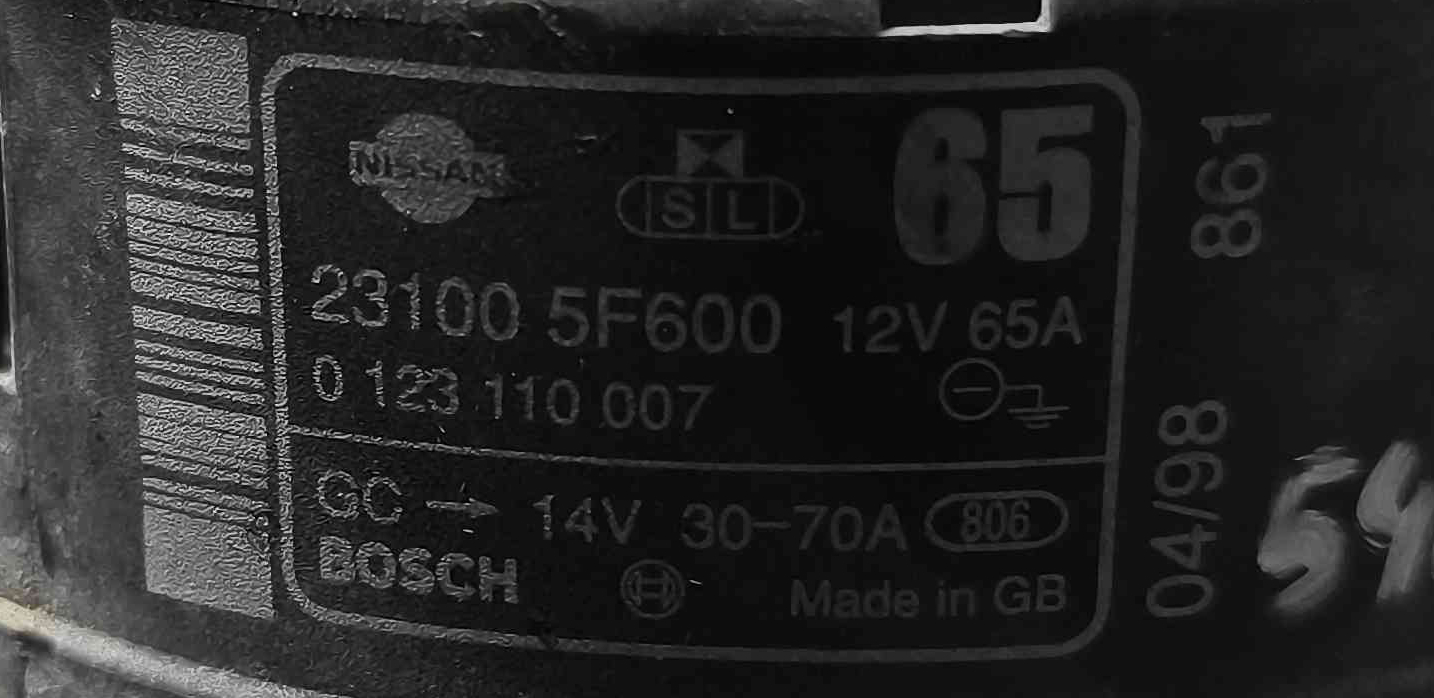 NISSAN
S L
65
23100 5F600 12V 65A
0 123 110 007
GC → 14V 30-70A 806
BOSCH
Made in GB
861
04/98
54